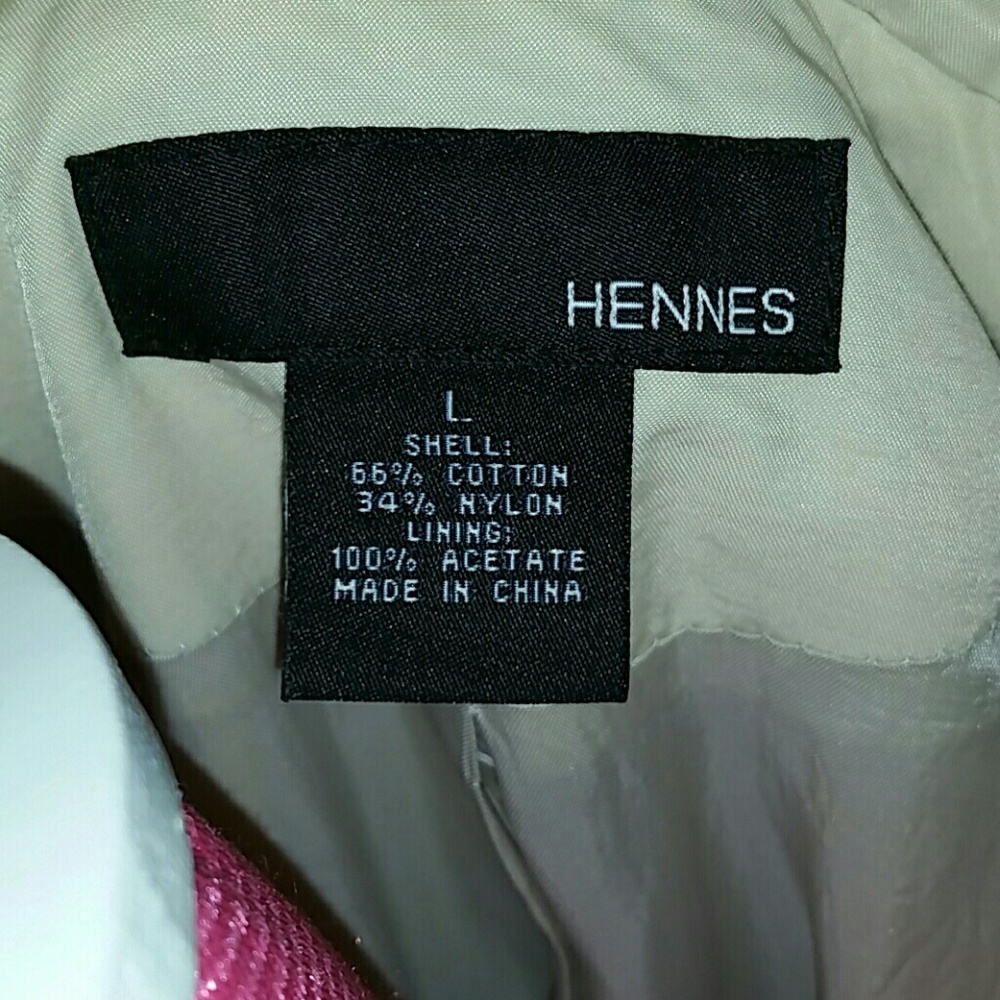 HENNES
L
SHELL:
66% COTTON
34% NYLON
LINING:
100% ACETATE
MADE IN CHINA